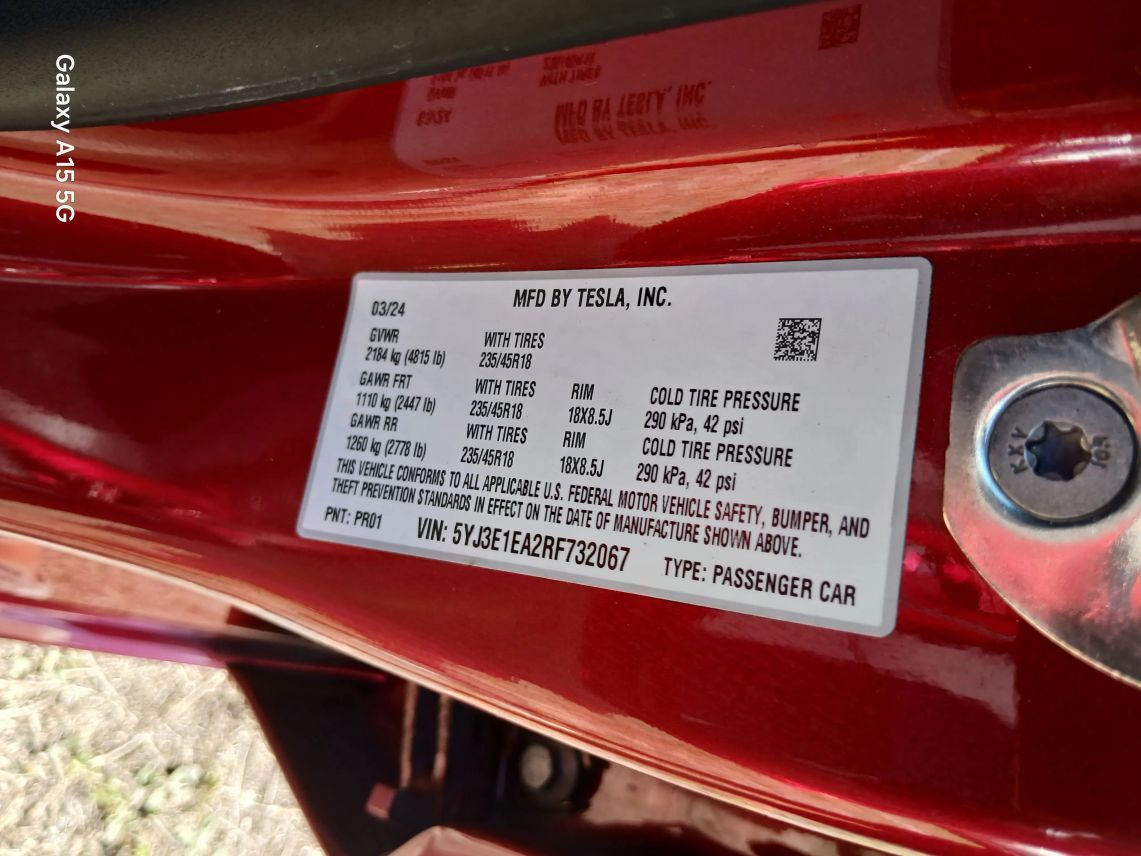 Galaxy A15 5G
MFD BY TESLA, INC.
03/24
GVWR
2184 kg (4815 lb)
WITH TIRES
235/45R18
GAWR FRT
1110 kg (2447 lb)
WITH TIRES
235/45R18
RIM
18X8.5J
COLD TIRE PRESSURE
290 kPa, 42 psi
GAWR RR
1260 kg (2778 lb)
WITH TIRES
235/45R18
RIM
18X8.5J
COLD TIRE PRESSURE
290 kPa, 42 psi
THIS VEHICLE CONFORMS TO ALL APPLICABLE U.S. FEDERAL MOTOR VEHICLE SAFETY, BUMPER, AND
THEFT PREVENTION STANDARDS IN EFFECT ON THE DATE OF MANUFACTURE SHOWN ABOVE.
PNT: PR01
VIN: 5YJ3E1EA2RF732067
TYPE: PASSENGER CAR